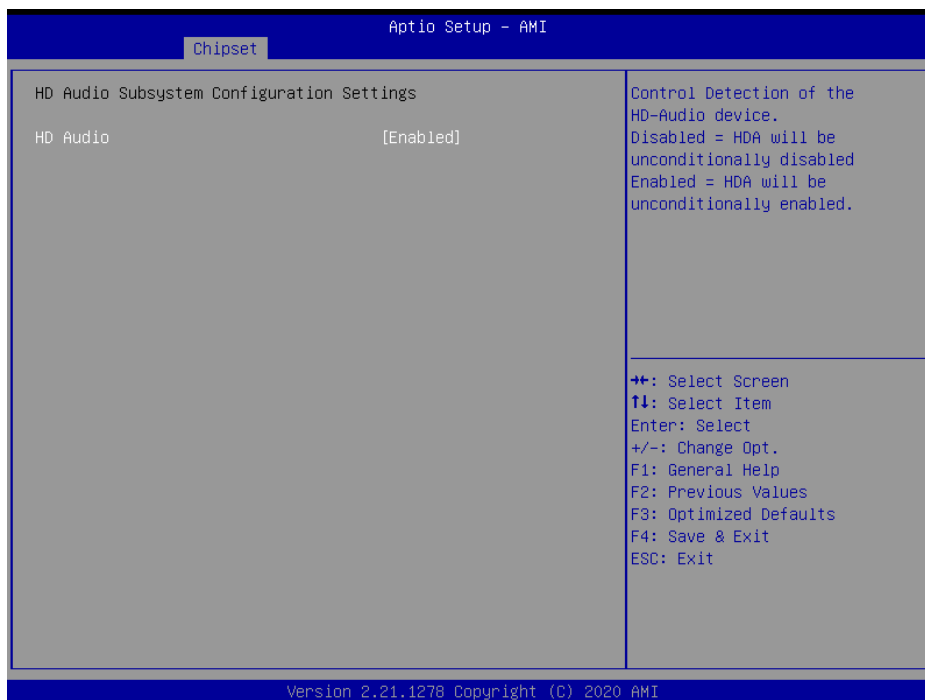 Aptio Setup – AMI
Chipset
HD Audio Subsystem Configuration Settings
HD Audio [Enabled]
Control Detection of the
HD-Audio device.
Disabled = HDA will be
unconditionally disabled
Enabled = HDA will be
unconditionally enabled.
→←: Select Screen
↑↓: Select Item
Enter: Select
+/-: Change Opt.
F1: General Help
F2: Previous Values
F3: Optimized Defaults
F4: Save & Exit
ESC: Exit
Version 2.21.1278 Copyright (C) 2020 AMI